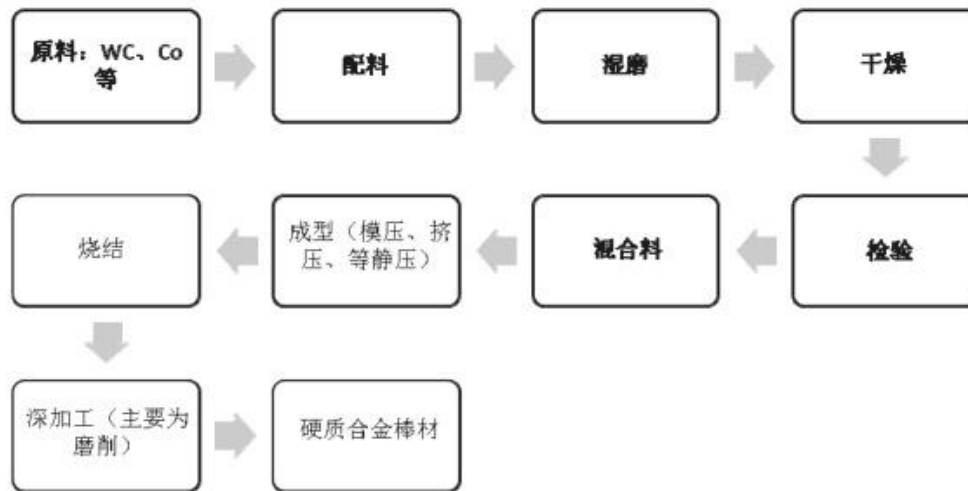 原料：WC、Co
等
配料
湿磨
干燥
检验
混合料
成型（模压、挤
压、等静压）
烧结
深加工（主要为
磨削）
硬质合金棒材